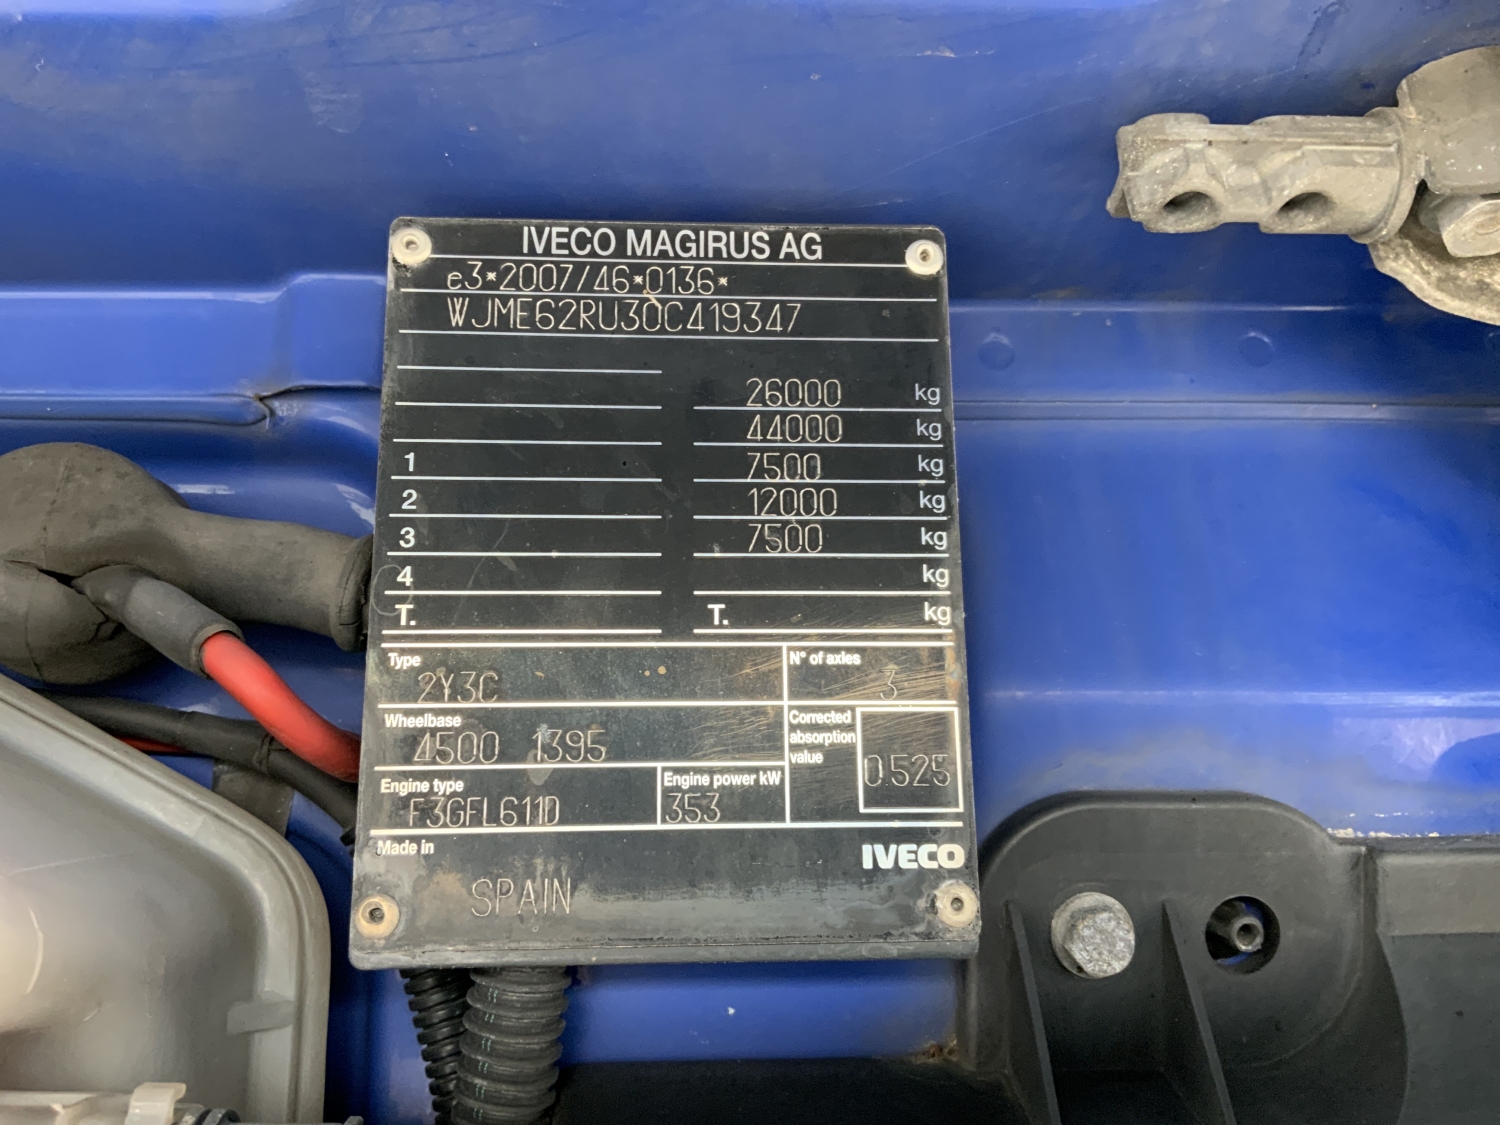 IVECO MAGIRUS AG
e3*2007/46*0136*
WJME62RU30C419347
26000 kg
44000 kg
1 7500 kg
2 12000 kg
3 7500 kg
4 kg
T. T. kg
Type N° of axles
2Y3C 3
Wheelbase Corrected absorption value
4500 1395 0.525
Engine type Engine power kW
F3GFL611D 353
Made in IVECO
SPAIN